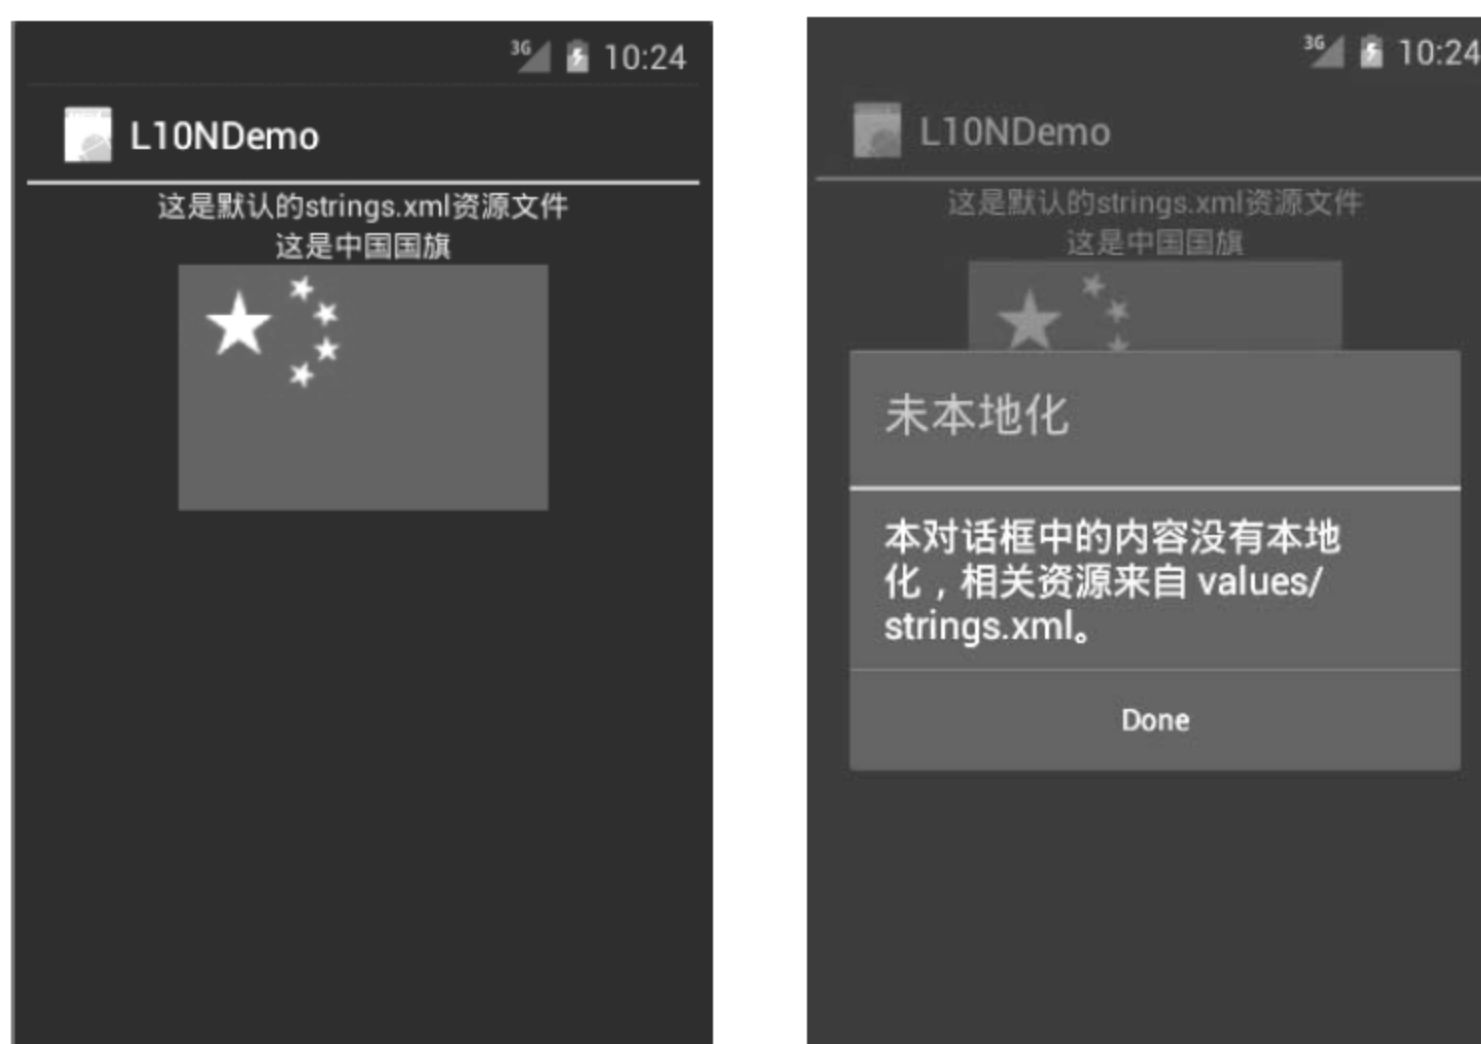 3G 10:24
L10NDemo
这是默认的strings.xml资源文件
这是中国国旗
3G 10:24
L10NDemo
这是默认的strings.xml资源文件
这是中国国旗
未本地化
本对话框中的内容没有本地
化，相关资源来自 values/
strings.xml。
Done